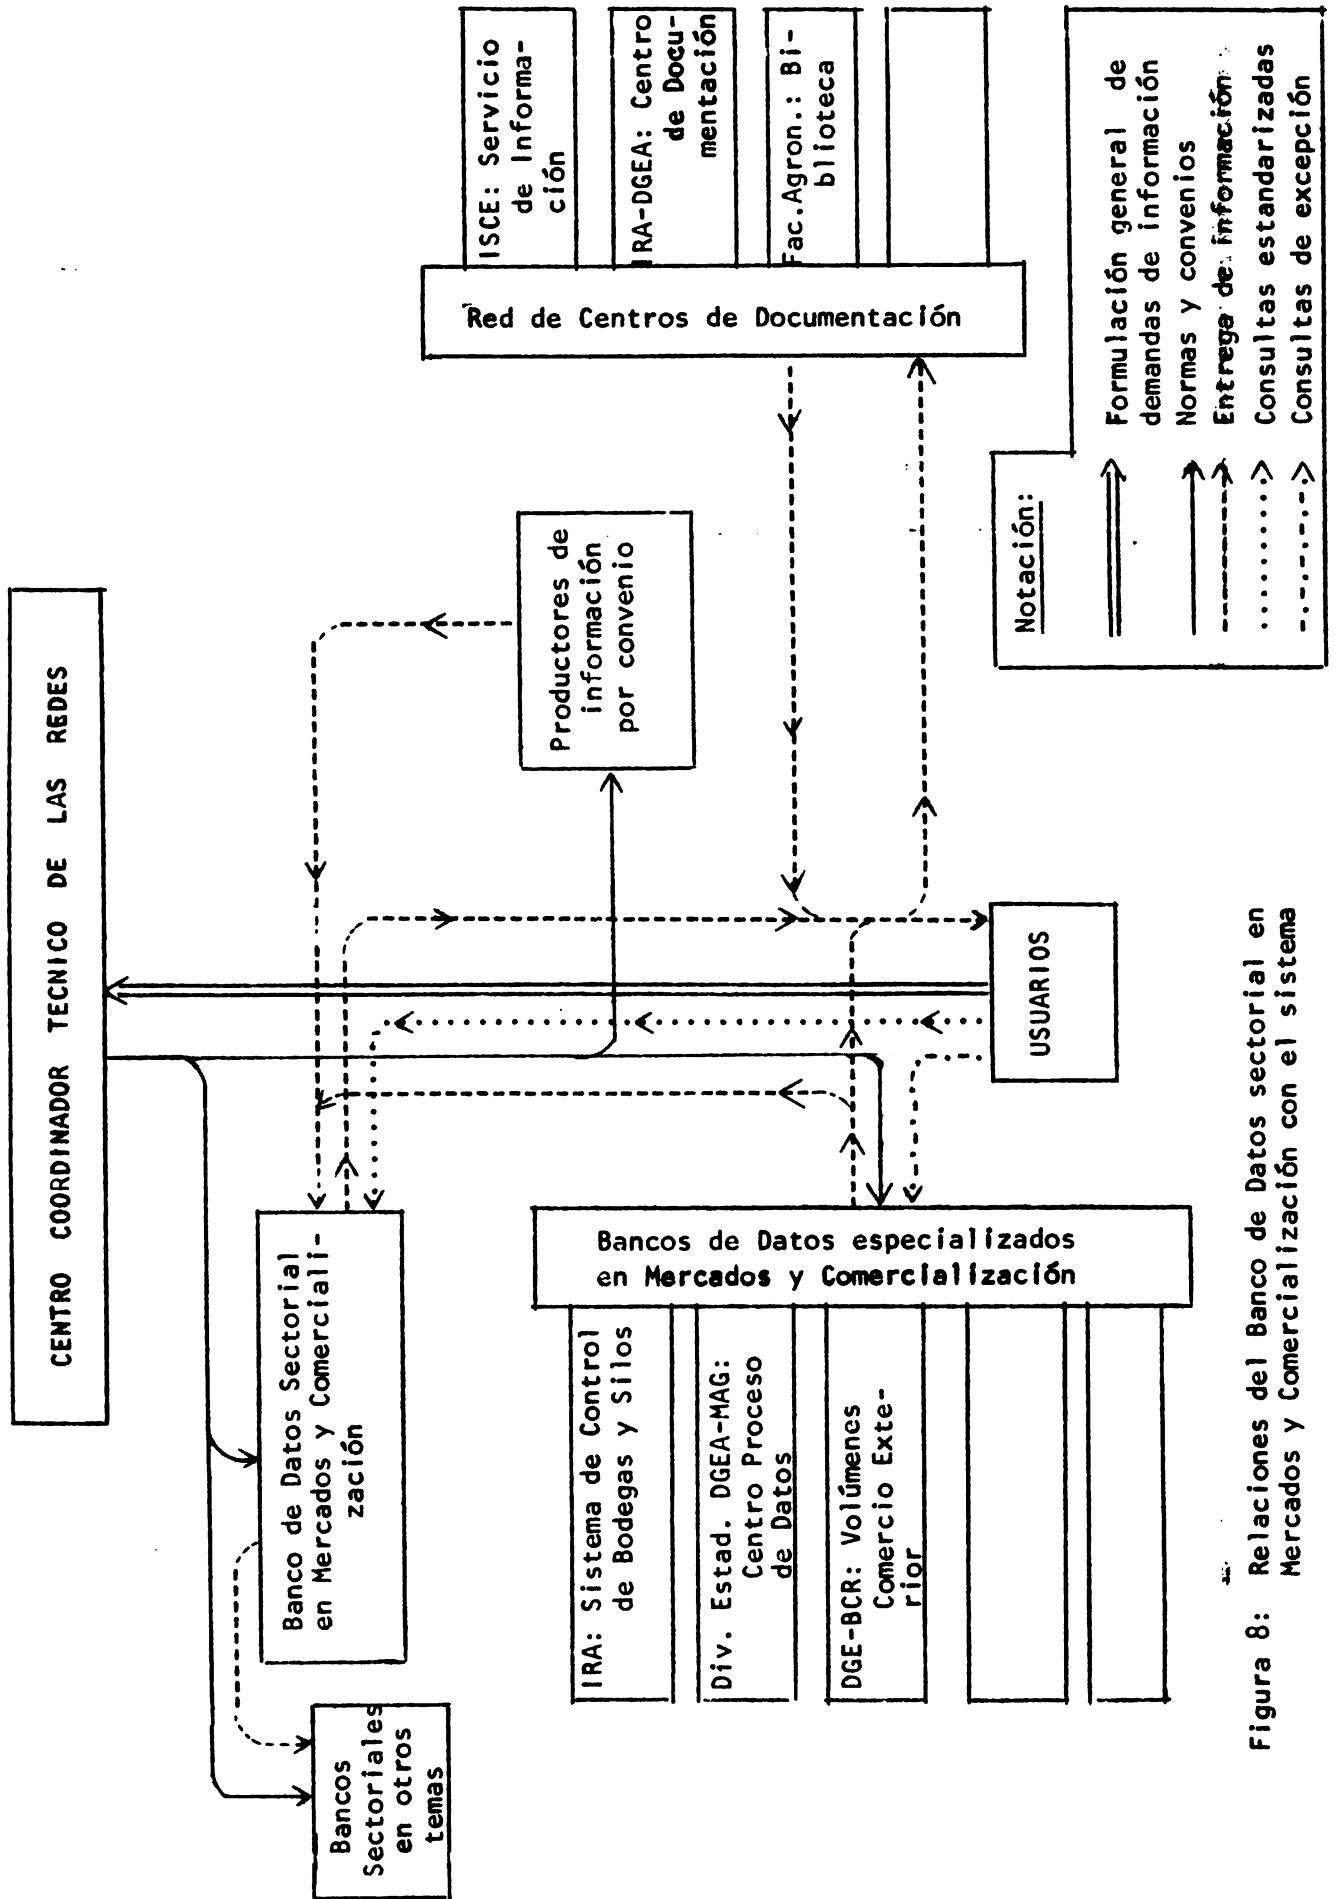 CENTRO COORDINADOR TECNICO DE LAS REDES
Bancos
Sectoriales
en otros
temas
Banco de Datos Sectorial
en Mercados y Comerciali-
zación
Productores de
información
por convenio
Red de Centros de Documentación
ISCE: Servicio
de Informa-
ción
IRA-DGEA: Centro
de Docu-
mentación
Fac.Agron.: Bi-
blioteca
Bancos de Datos especializados
en Mercados y Comercialización
IRA: Sistema de Control
de Bodegas y Silos
Div. Estad. DGEA-MAG:
Centro Proceso
de Datos
DGE-BCR: Volúmenes
Comercio Exte-
rior
USUARIOS
Notación:
Formulación general de
demandas de información
Normas y convenios
Entrega de información
Consultas estandarizadas
Consultas de excepción
Figura 8: Relaciones del Banco de Datos sectorial en
Mercados y Comercialización con el sistema